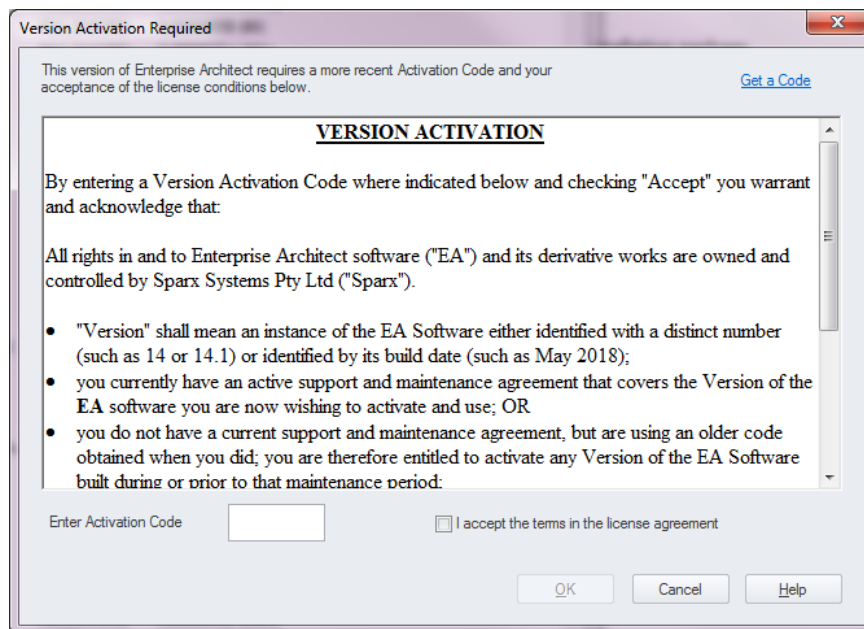 Version Activation Required
This version of Enterprise Architect requires a more recent Activation Code and your
acceptance of the license conditions below.
Get a Code
VERSION ACTIVATION
By entering a Version Activation Code where indicated below and checking "Accept" you warrant
and acknowledge that:
All rights in and to Enterprise Architect software ("EA") and its derivative works are owned and
controlled by Sparx Systems Pty Ltd ("Sparx").
● "Version" shall mean an instance of the EA Software either identified with a distinct number
(such as 14 or 14.1) or identified by its build date (such as May 2018);
● you currently have an active support and maintenance agreement that covers the Version of the
EA software you are now wishing to activate and use; OR
● you do not have a current support and maintenance agreement, but are using an older code
obtained when you did; you are therefore entitled to activate any Version of the EA Software
built during or prior to that maintenance period;
Enter Activation Code
I accept the terms in the license agreement
OK
Cancel
Help